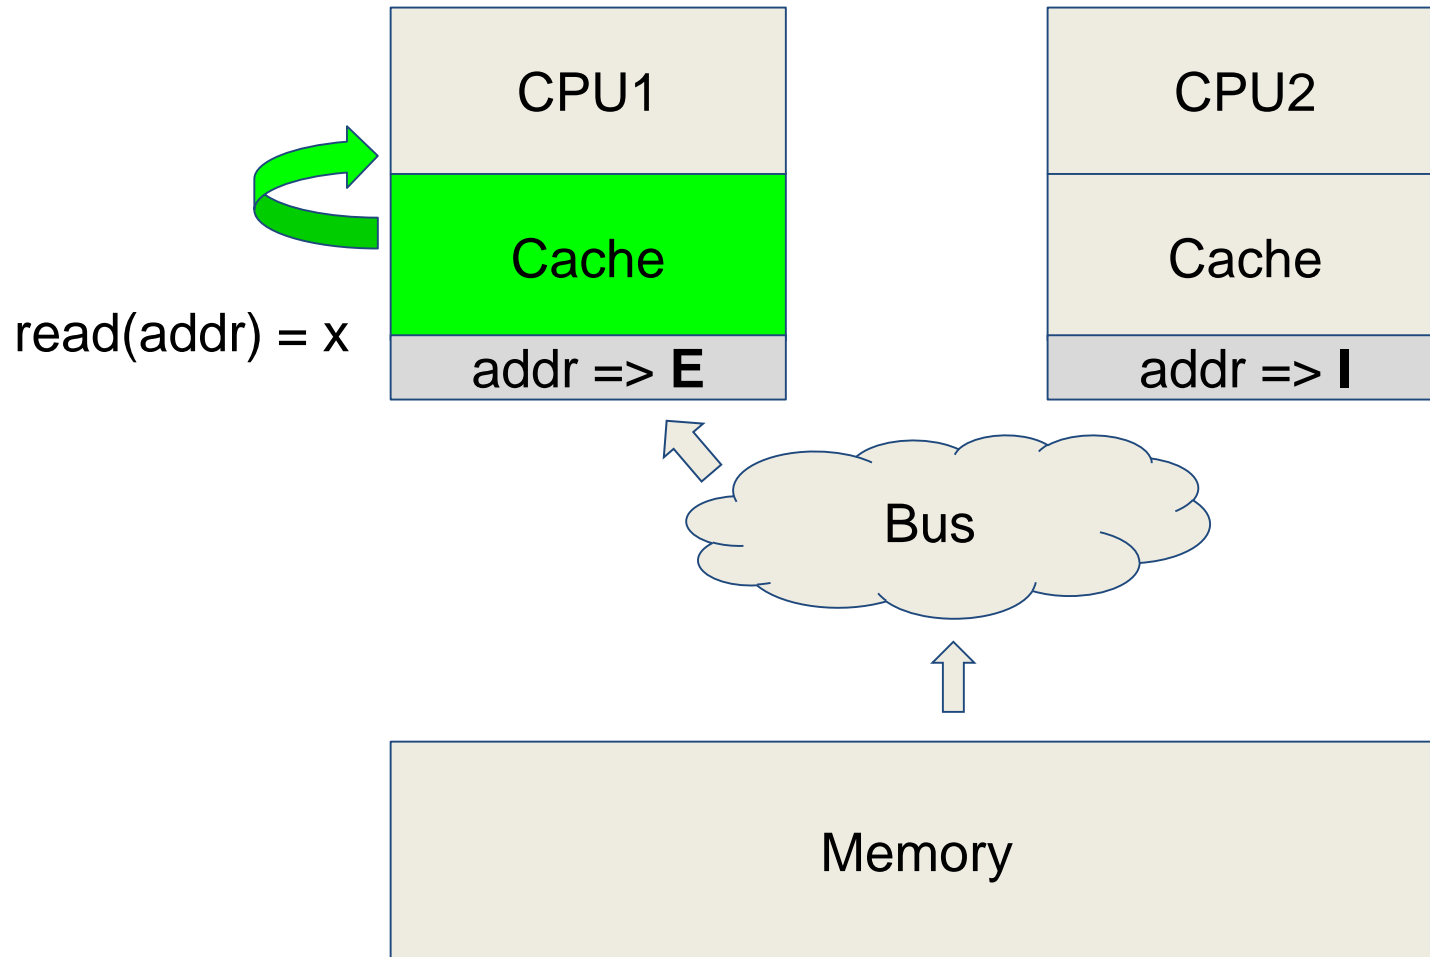 CPU1
CPU2
Cache
Cache
read(addr) = x
addr => E
addr => I
Bus
Memory